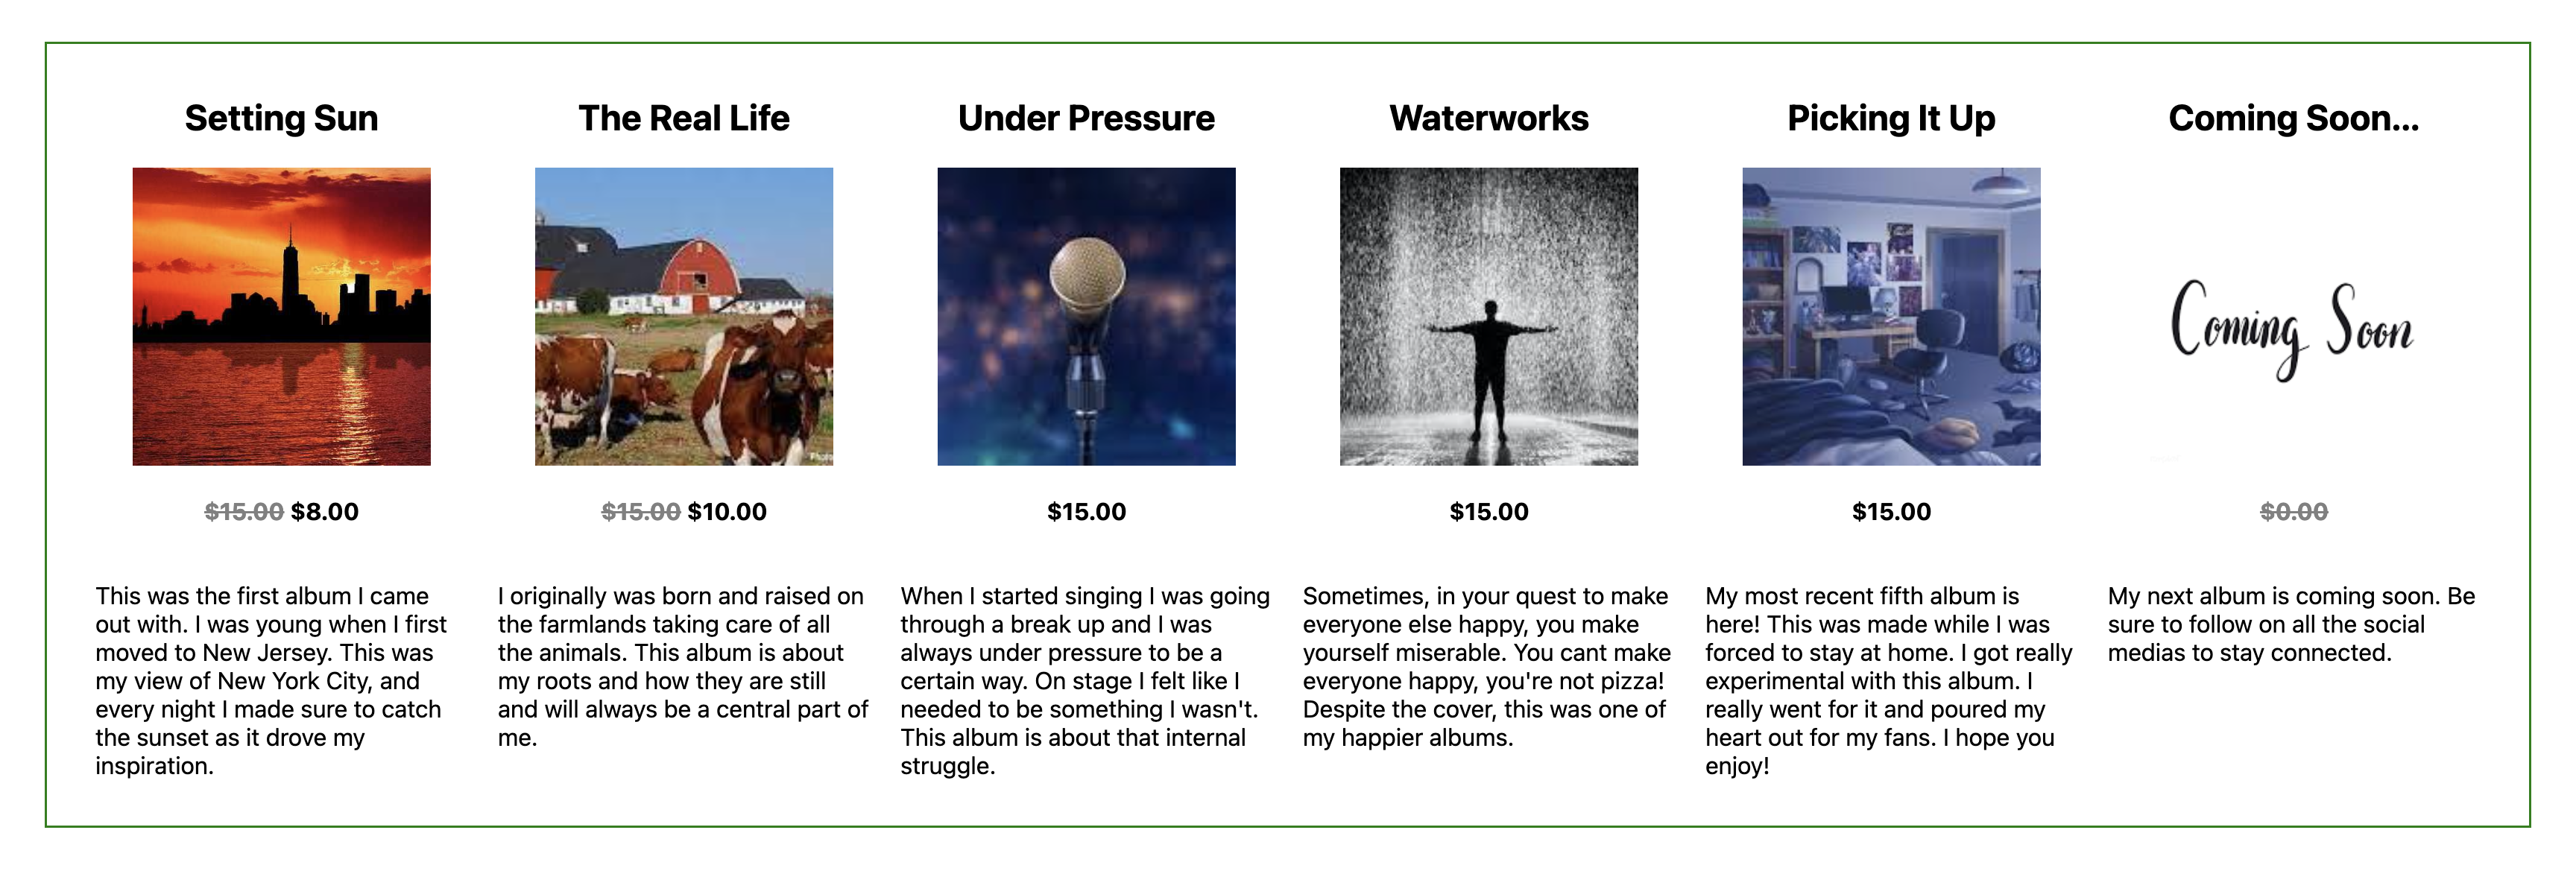 Setting Sun
The Real Life
Under Pressure
Waterworks
Picking It Up
Coming Soon...
Coming Soon
$15.00 $8.00
$15.00 $10.00
$15.00
$15.00
$15.00
$0.00
This was the first album I came
out with. I was young when I first
moved to New Jersey. This was
my view of New York City, and
every night I made sure to catch
the sunset as it drove my
inspiration.
I originally was born and raised on
the farmlands taking care of all
the animals. This album is about
my roots and how they are still
and will always be a central part of
me.
When I started singing I was going
through a break up and I was
always under pressure to be a
certain way. On stage I felt like I
needed to be something I wasn't.
This album is about that internal
struggle.
Sometimes, in your quest to make
everyone else happy, you make
yourself miserable. You cant make
everyone happy, you're not pizza!
Despite the cover, this was one of
my happier albums.
My most recent fifth album is
here! This was made while I was
forced to stay at home. I got really
experimental with this album. I
really went for it and poured my
heart out for my fans. I hope you
enjoy!
My next album is coming soon. Be
sure to follow on all the social
medias to stay connected.